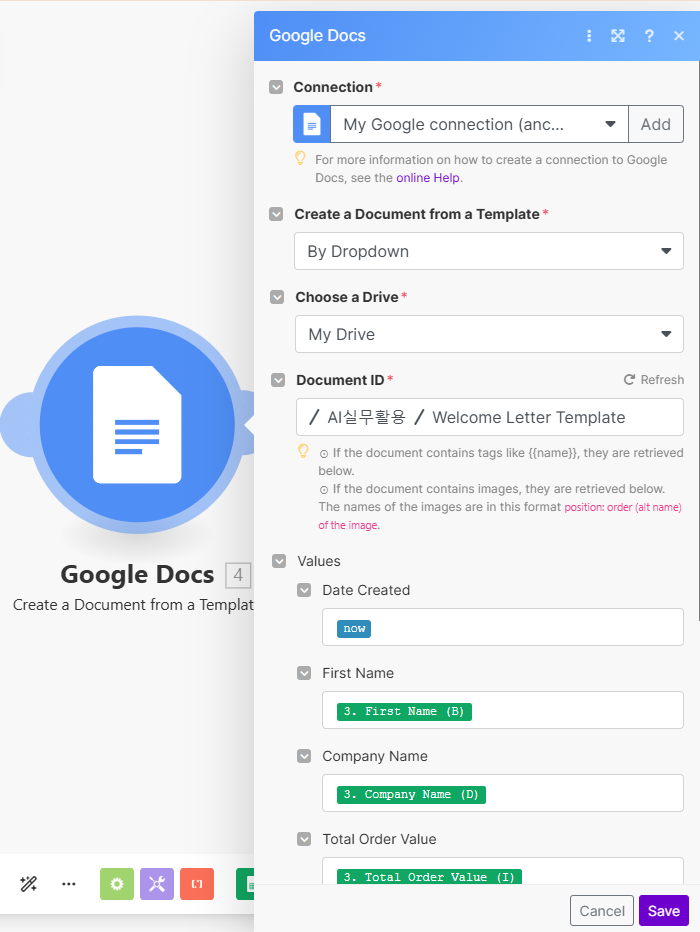 Google Docs
Connection *
My Google connection (anc...
Add
For more information on how to create a connection to Google
Docs, see the online Help.
Create a Document from a Template *
By Dropdown
Choose a Drive *
My Drive
Document ID *
Refresh
/ AI실무활용 / Welcome Letter Template
⊙ If the document contains tags like {{name}}, they are retrieved
below.
⊙ If the document contains images, they are retrieved below.
The names of the images are in this format position: order (alt name)
of the image.
Values
Date Created
now
First Name
3. First Name (B)
Company Name
3. Company Name (D)
Total Order Value
3. Total Order Value (I)
Cancel
Save
Google Docs 4
Create a Document from a Templat